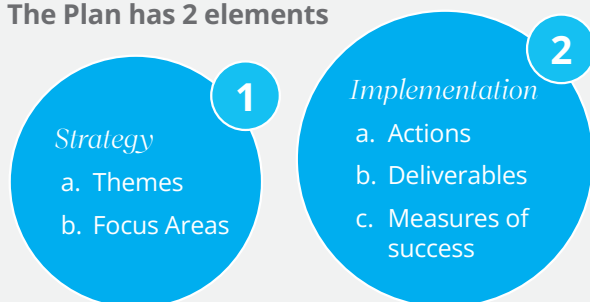 The Plan has 2 elements
1
Strategy
a. Themes
b. Focus Areas
2
Implementation
a. Actions
b. Deliverables
c. Measures of
success